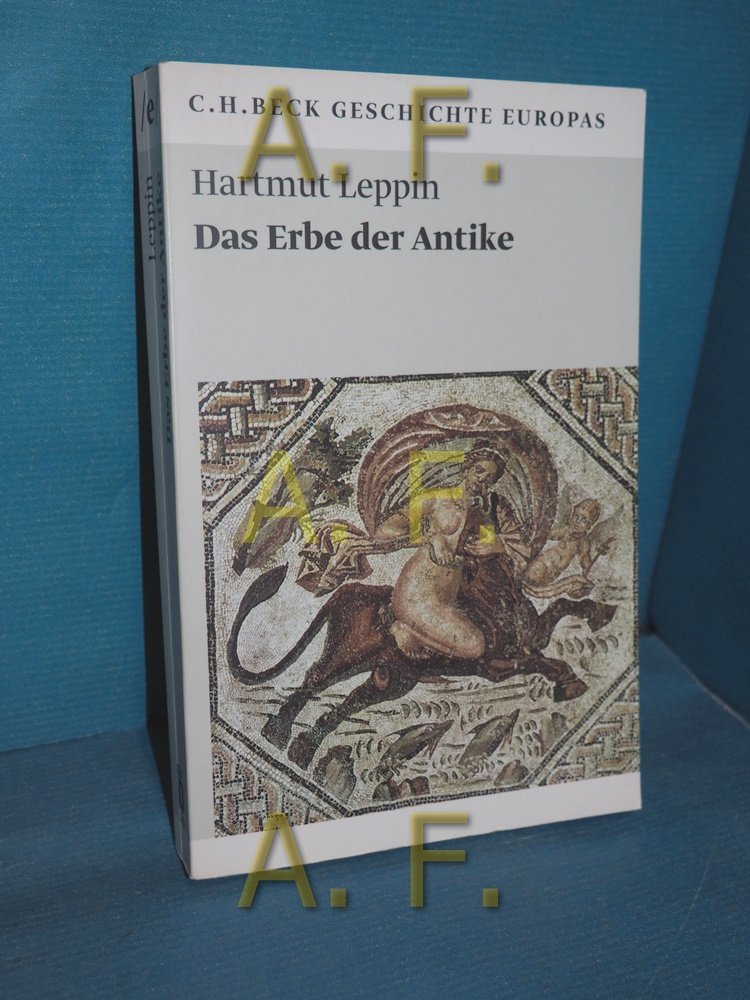 C.H.BECK GESCHICHTE EUROPAS
Hartmut Leppin
Das Erbe der Antike
Leppin
Das Erbe der Antike
A. F.
A. F.
A. F.